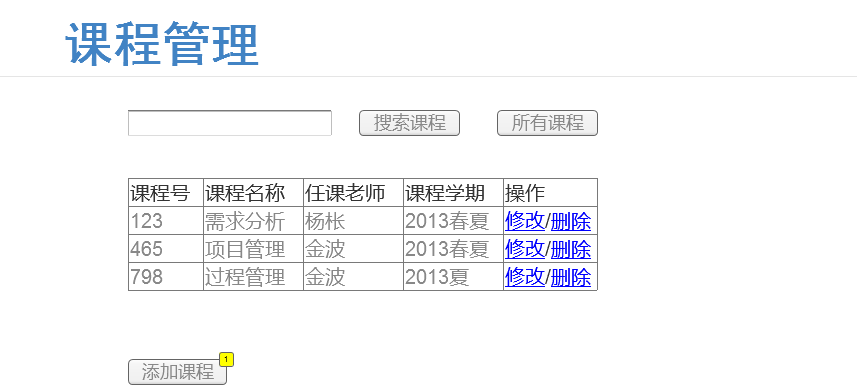 课程管理
搜索课程 所有课程
课程号 课程名称 任课老师 课程学期 操作
123 需求分析 杨枨 2013春夏 修改/删除
465 项目管理 金波 2013春夏 修改/删除
798 过程管理 金波 2013夏 修改/删除
添加课程 1